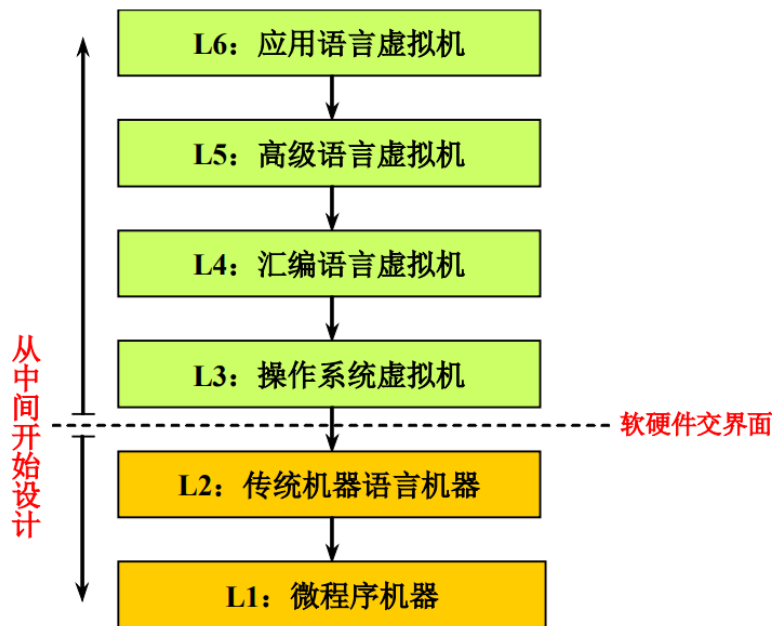 L6：应用语言虚拟机
L5：高级语言虚拟机
L4：汇编语言虚拟机
L3：操作系统虚拟机
从中间开始设计
软硬件交界面
L2：传统机器语言机器
L1：微程序机器